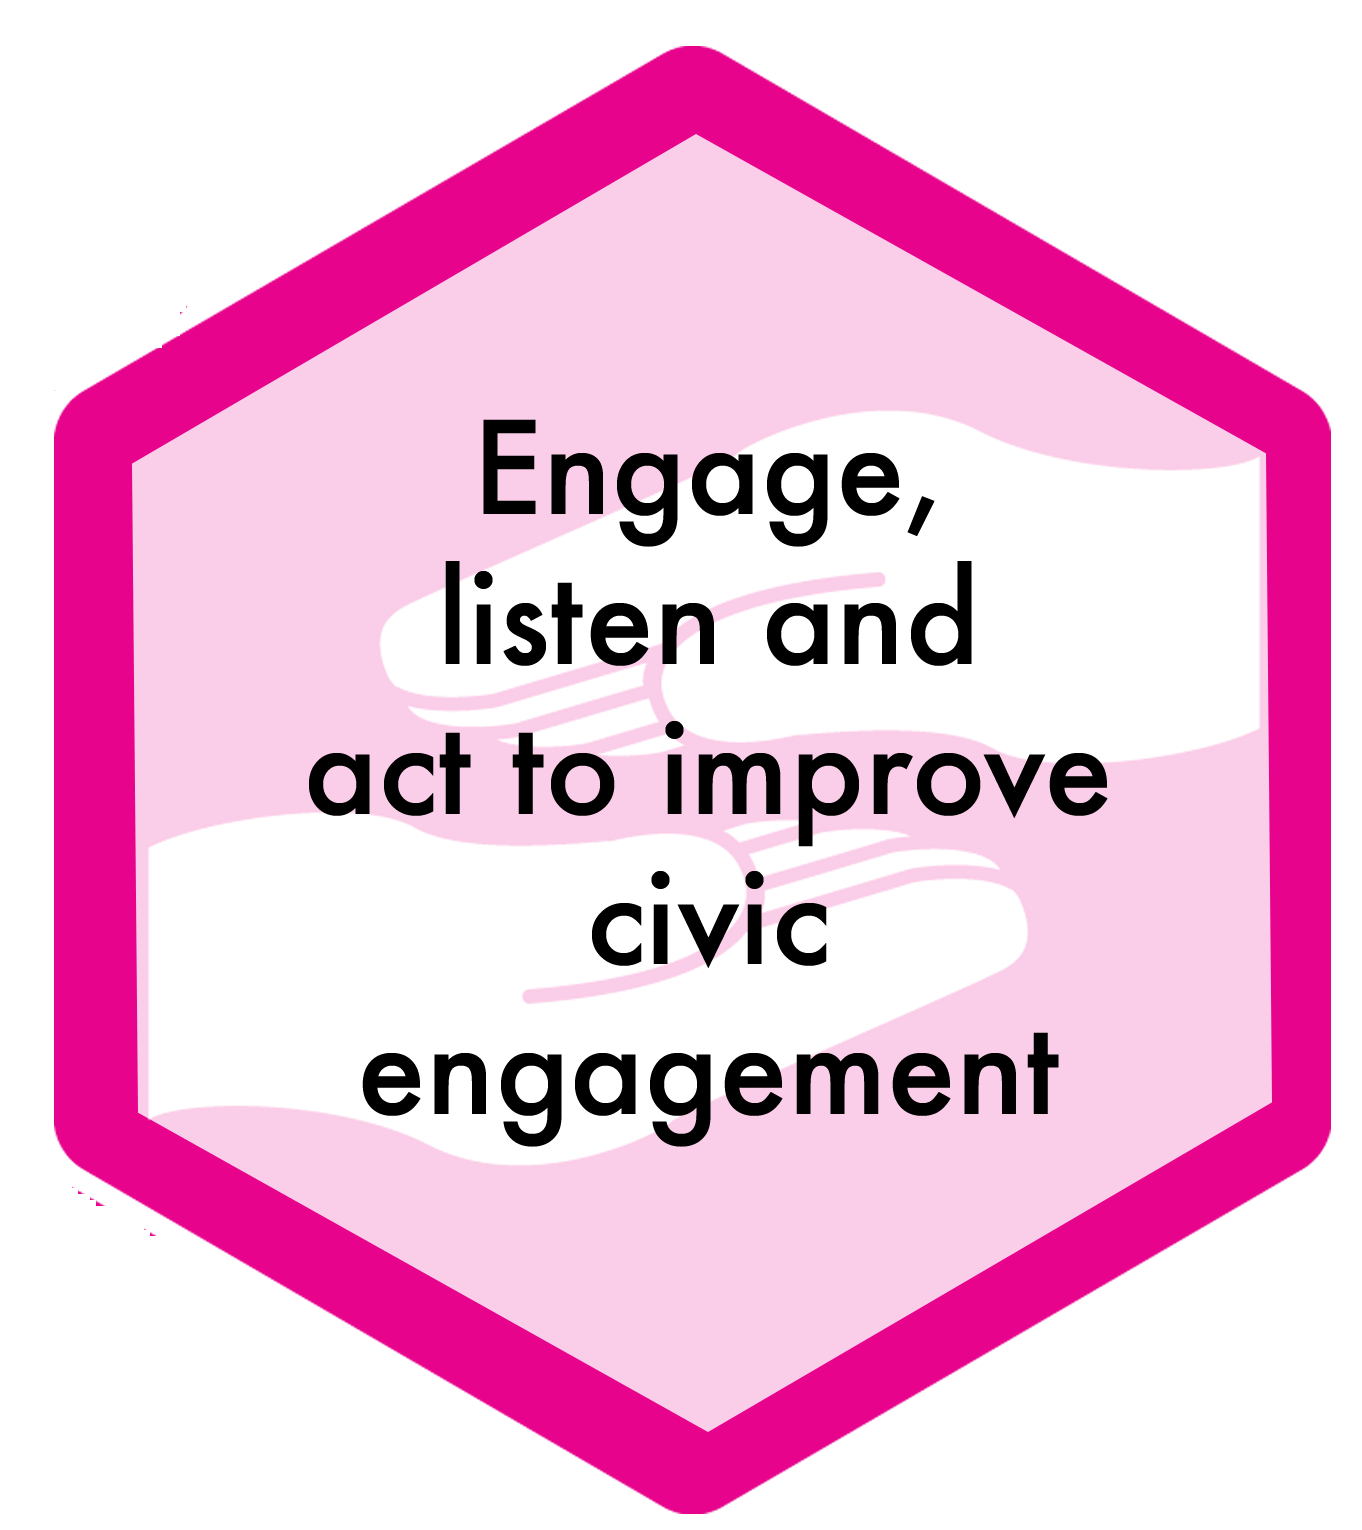 Engage,
listen and
act to improve
civic
engagement